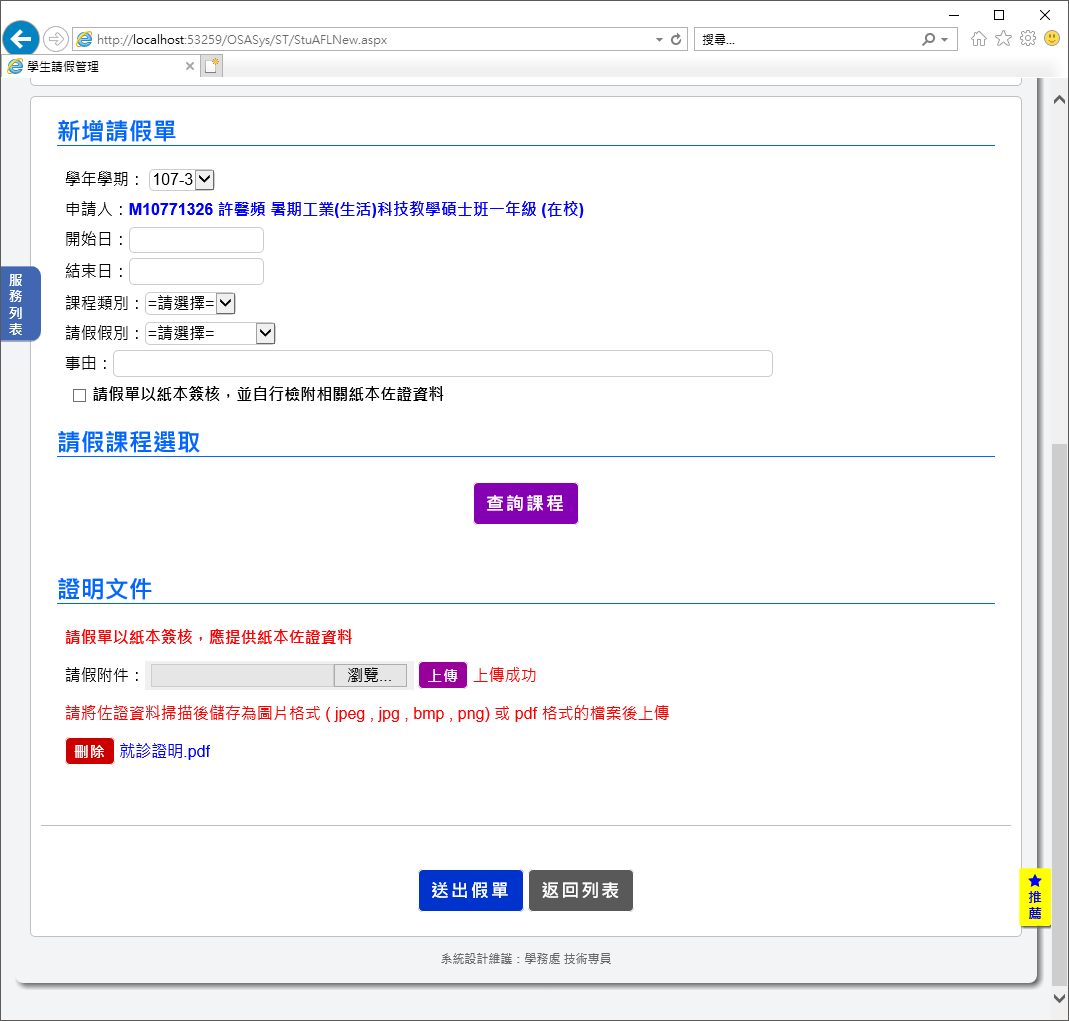 http://localhost:53259/OSASys/ST/StuAFLNew.aspx
搜尋...
學生請假管理
新增請假單
學年學期： 107-3
申請人：M10771326 許馨頻 暑期工業(生活)科技教學碩士班一年級 (在校)
開始日：
結束日：
服務列表
課程類別：=請選擇=
請假假別：=請選擇=
事由：
請假單以紙本簽核，並自行檢附相關紙本佐證資料
請假課程選取
查詢課程
證明文件
請假單以紙本簽核，應提供紙本佐證資料
請假附件： 瀏覽... 上傳 上傳成功
請將佐證資料掃描後儲存為圖片格式 ( jpeg , jpg , bmp , png) 或 pdf 格式的檔案後上傳
刪除 就診證明.pdf
送出假單 返回列表
★推薦
系統設計維護：學務處 技術專員